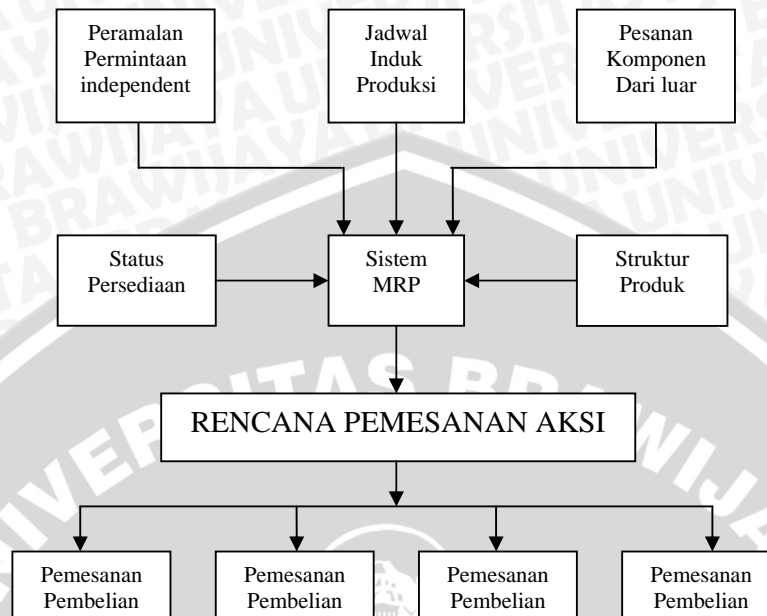 Peramalan
Permintaan
independent
Jadwal
Induk
Produksi
Pesanan
Komponen
Dari luar
Status
Persediaan
Sistem
MRP
Struktur
Produk
RENCANA PEMESANAN AKSI
Pemesanan
Pembelian
Pemesanan
Pembelian
Pemesanan
Pembelian
Pemesanan
Pembelian